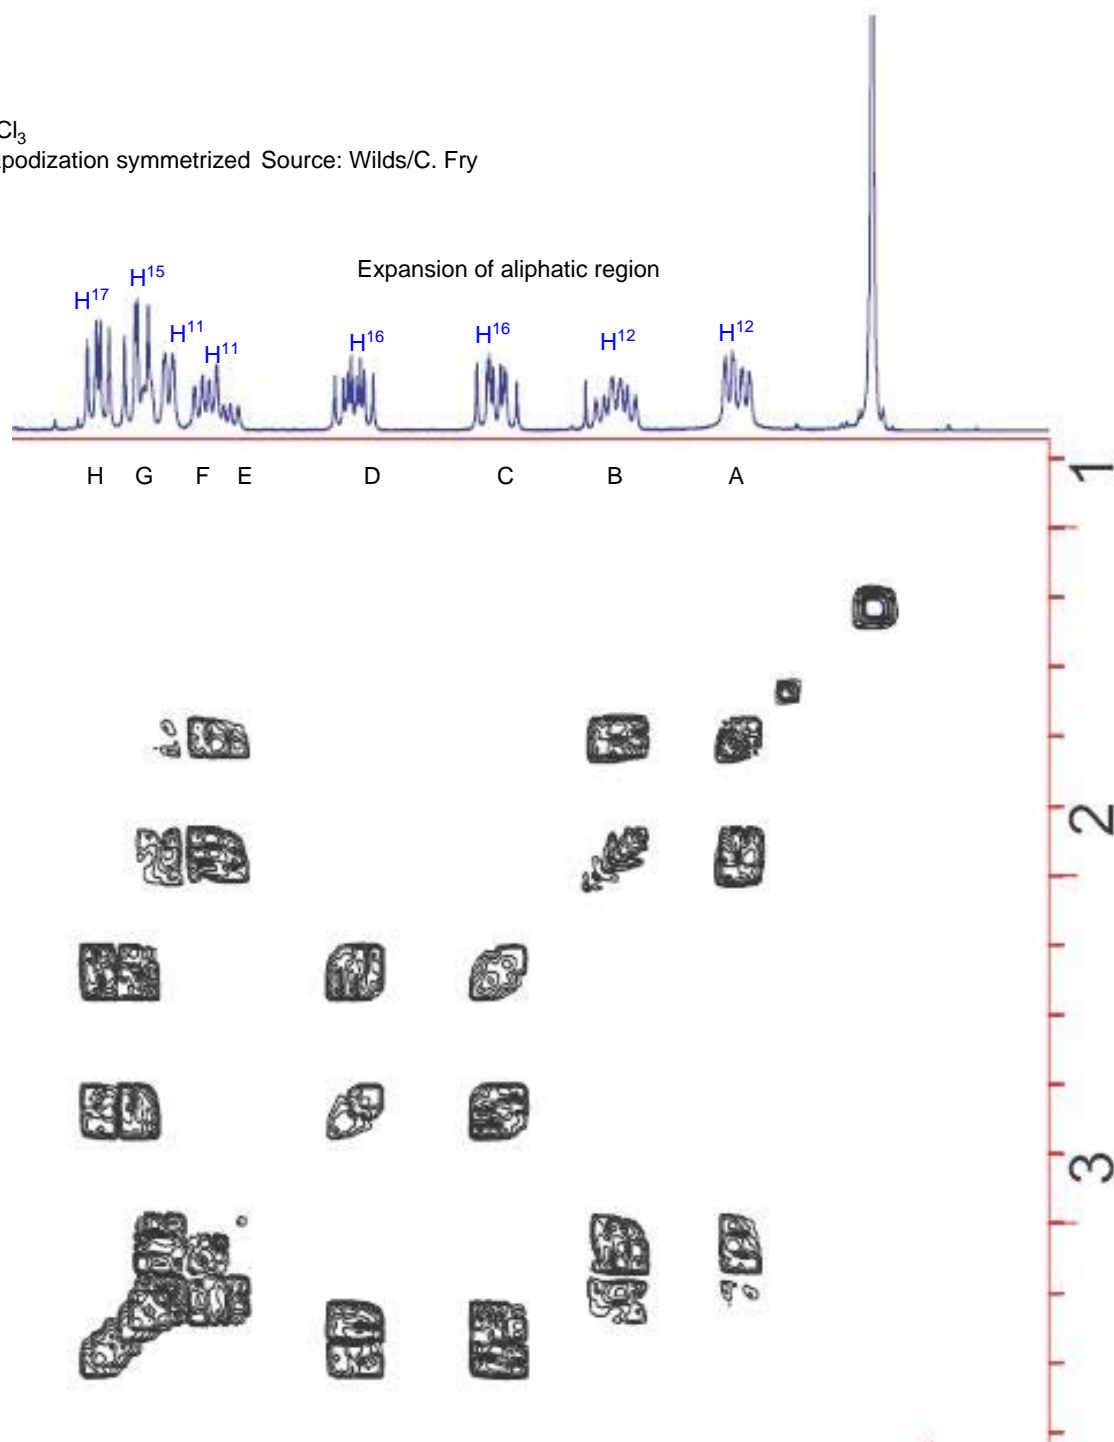 Cl₃
podization symmetrized Source: Wilds/C. Fry
Expansion of aliphatic region
H¹⁷ H¹⁵ H¹¹ H¹¹ H¹⁶ H¹⁶ H¹² H¹²
H G F E D C B A
1
2
3